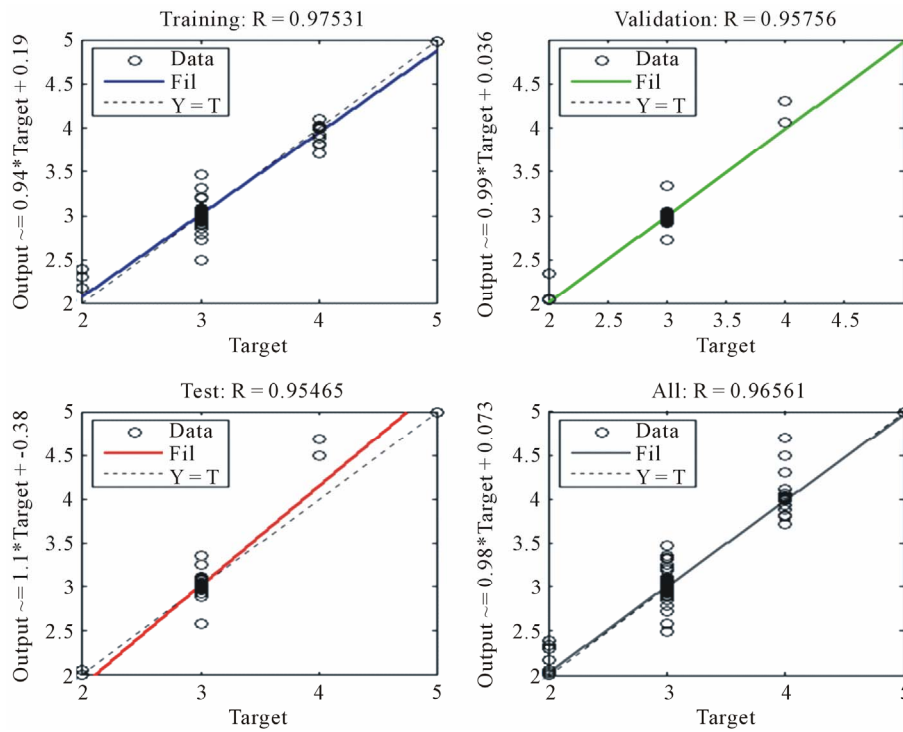 Training: R = 0.97531
Output ~= 0.94*Target + 0.19
Data
Fil
Y = T
5
4.5
4
3.5
3
2.5
2
2
3
4
5
Target
Validation: R = 0.95756
Output ~= 0.99*Target + 0.036
Data
Fil
Y = T
5
4.5
4
3.5
3
2.5
2
2
2.5
3
3.5
4
4.5
Target
Test: R = 0.95465
Output ~= 1.1*Target + -0.38
Data
Fil
Y = T
5
4.5
4
3.5
3
2.5
2
2
3
4
5
Target
All: R = 0.96561
Output ~= 0.98*Target + 0.073
Data
Fil
Y = T
5
4.5
4
3.5
3
2.5
2
2
3
4
5
Target